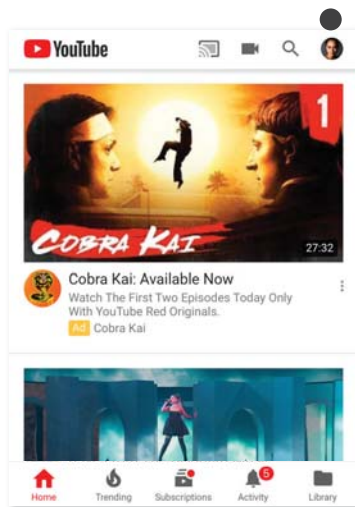 YouTube
1
COBRA KAI
27:32
Cobra Kai: Available Now
Watch The First Two Episodes Today Only
With YouTube Red Originals.
Ad Cobra Kai
Home Trending Subscriptions Activity Library
5